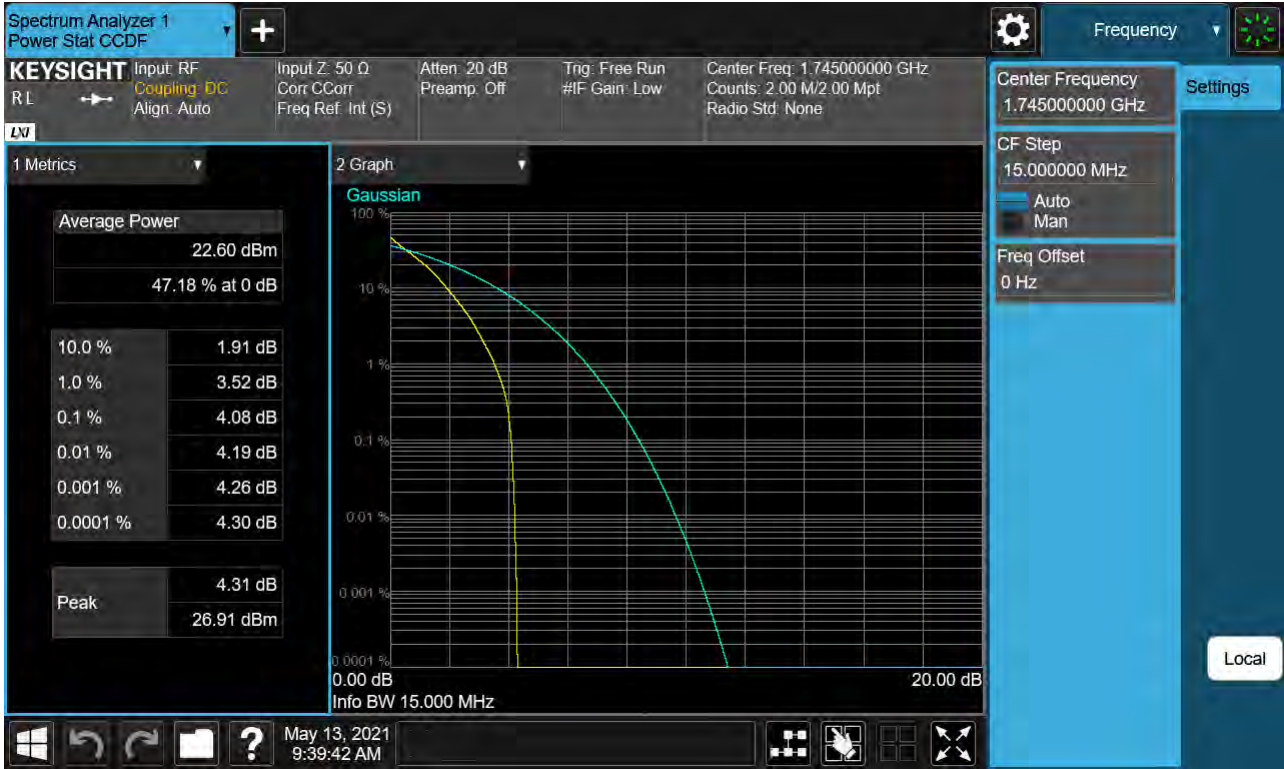 Spectrum Analyzer 1
Power Stat CCDF
Frequency
KEYSIGHT
R L
LXI
Input: RF
Coupling: DC
Align: Auto
Input Z: 50 Ω
Corr CCorr
Freq Ref: Int (S)
Atten: 20 dB
Preamp: Off
Trig: Free Run
#IF Gain: Low
Center Freq: 1.745000000 GHz
Counts: 2.00 M/2.00 Mpt
Radio Std: None
1 Metrics
Average Power
22.60 dBm
47.18 % at 0 dB
10.0 % 1.91 dB
1.0 % 3.52 dB
0.1 % 4.08 dB
0.01 % 4.19 dB
0.001 % 4.26 dB
0.0001 % 4.30 dB
Peak
4.31 dB
26.91 dBm
2 Graph
Gaussian
100 %
10 %
1 %
0.1 %
0.01 %
0.001 %
0.0001 %
0.00 dB 20.00 dB
Info BW 15.000 MHz
Center Frequency
1.745000000 GHz
CF Step
15.000000 MHz
Auto
Man
Freq Offset
0 Hz
Settings
Local
?
May 13, 2021
9:39:42 AM